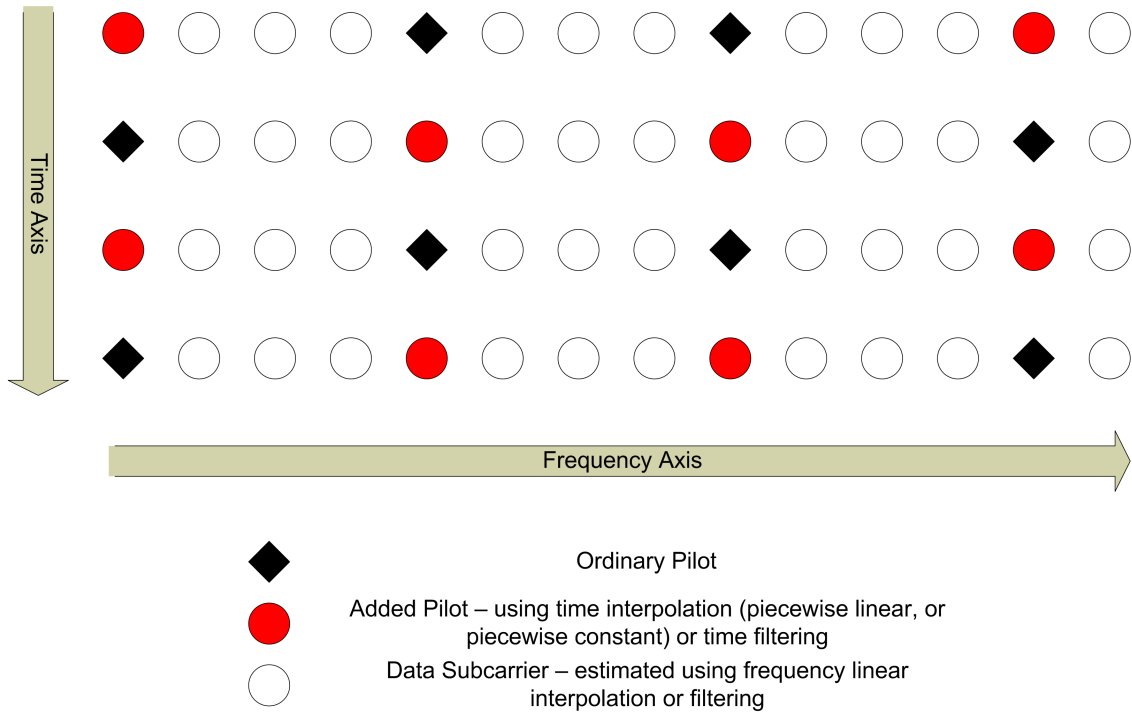 Time Axis
Frequency Axis
Ordinary Pilot
Added Pilot – using time interpolation (piecewise linear, or
piecewise constant) or time filtering
Data Subcarrier – estimated using frequency linear
interpolation or filtering